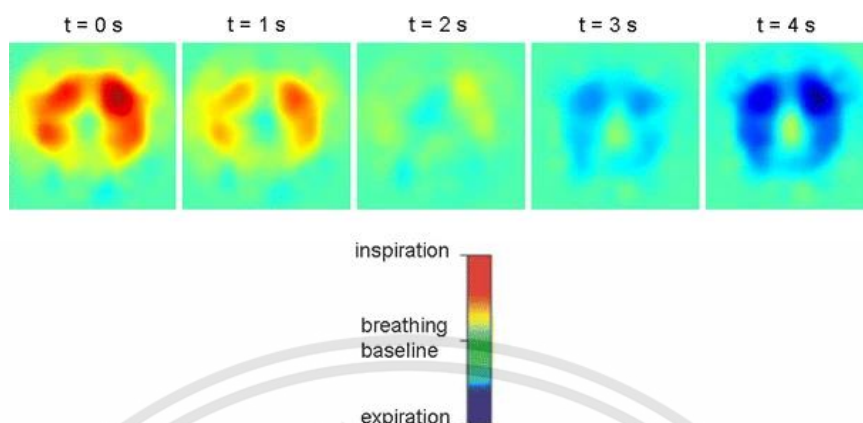 t = 0 s t = 1 s t = 2 s t = 3 s t = 4 s
inspiration
breathing
baseline
expiration